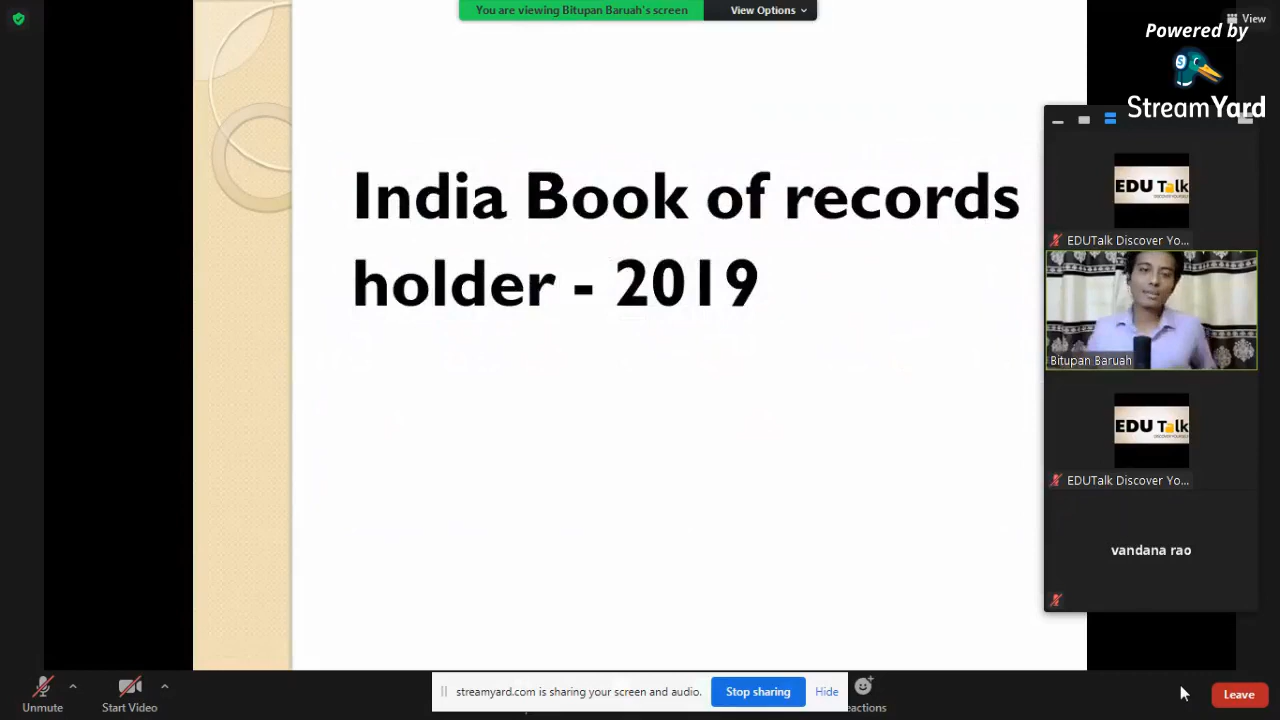 You are viewing Bitupan Baruah's screen
View Options
View
Powered by
StreamYard
India Book of records
holder - 2019
EDU Talk
EDUTalk Discover Yo...
Bitupan Baruah
EDU Talk
EDUTalk Discover Yo...
vandana rao
Unmute
Start Video
streamyard.com is sharing your screen and audio.
Stop sharing
Hide
eactions
Leave